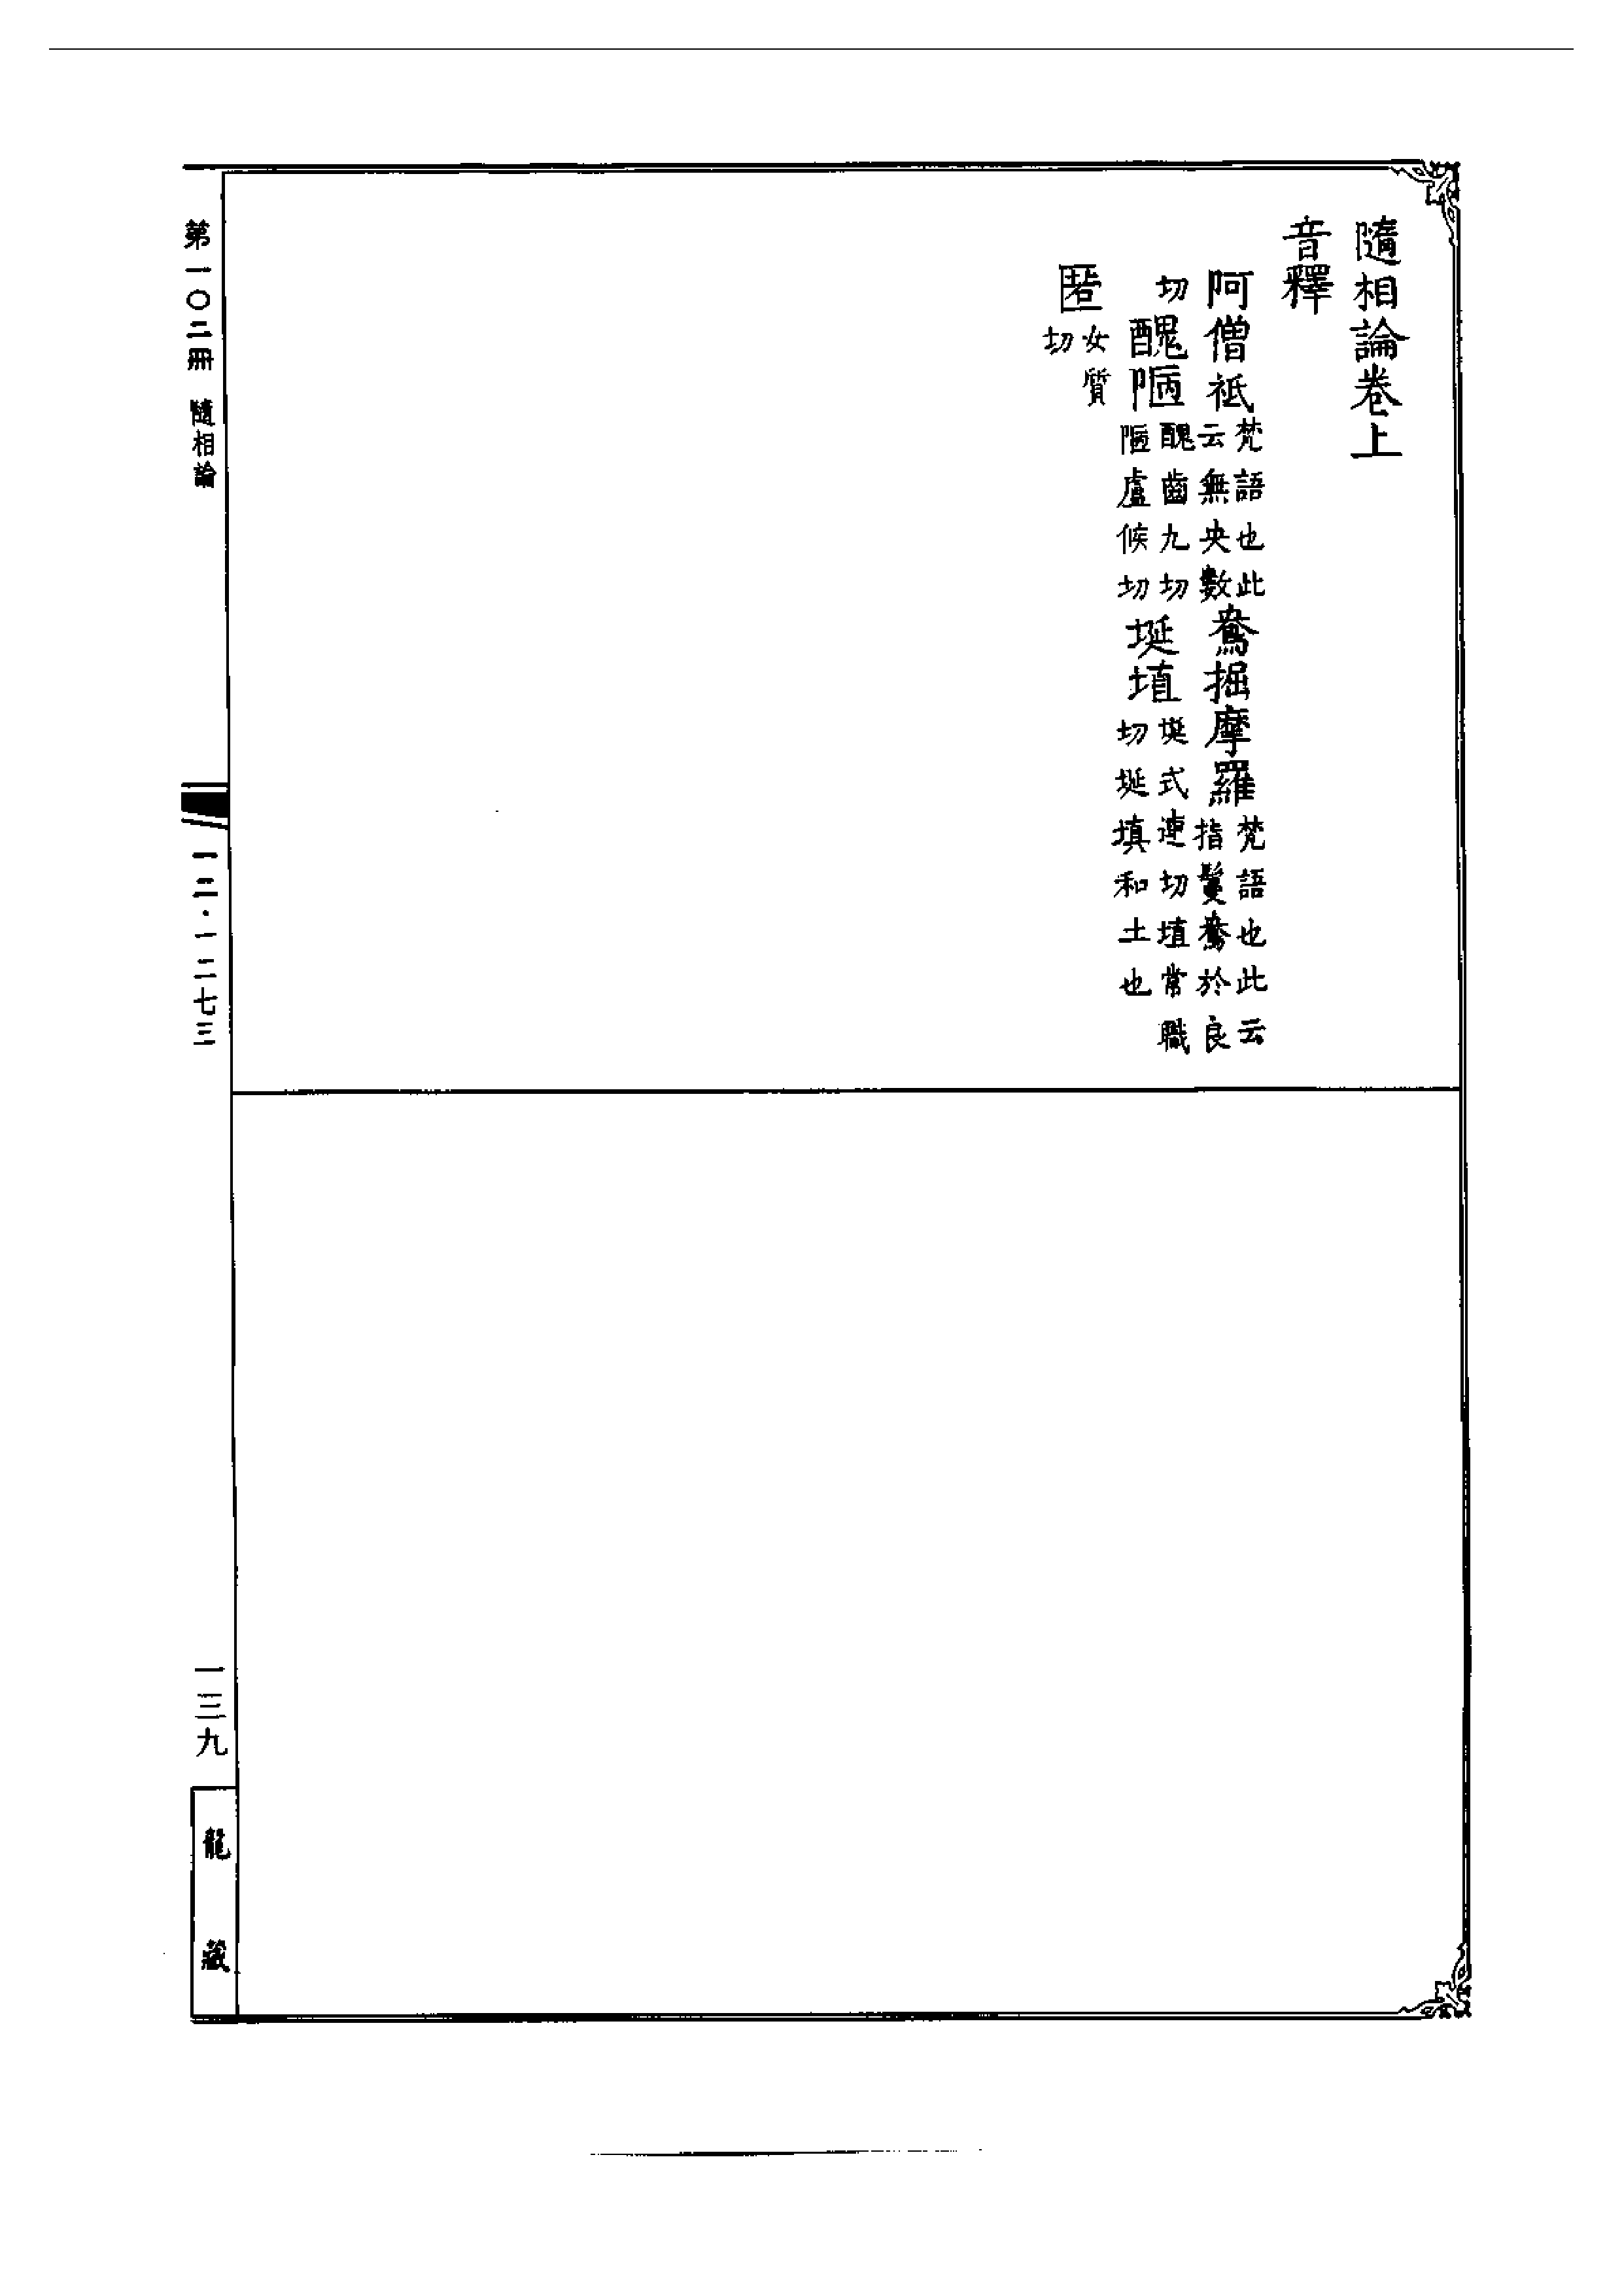 隨相論卷上
音釋
阿僧祇梵語也此云無央數鴦掘摩羅梵語也此云指鬘鴦於良
切醜陋醜齒九切陋盧候切埏埴埏式連切埴常職切埏填和土也
匿女質切
第一〇二冊 隨相論
一二·一二七三
一三九
龍藏